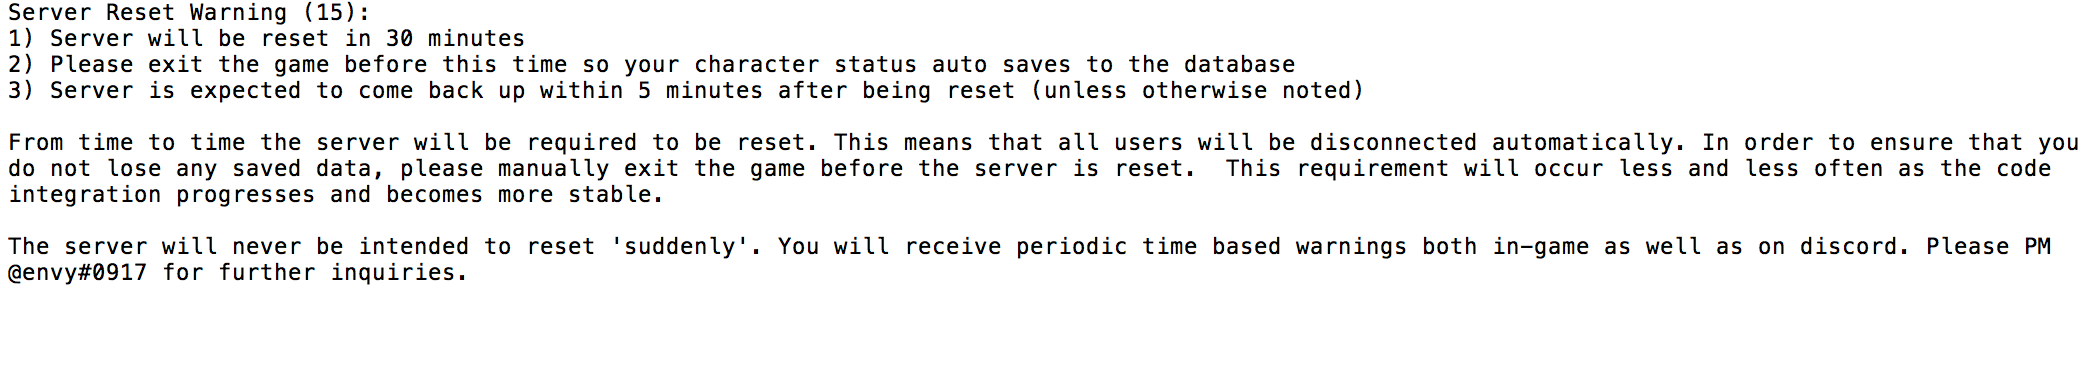 Server Reset Warning (15):
1) Server will be reset in 30 minutes
2) Please exit the game before this time so your character status auto saves to the database
3) Server is expected to come back up within 5 minutes after being reset (unless otherwise noted)
From time to time the server will be required to be reset. This means that all users will be disconnected automatically. In order to ensure that you
do not lose any saved data, please manually exit the game before the server is reset.  This requirement will occur less and less often as the code
integration progresses and becomes more stable.
The server will never be intended to reset 'suddenly'. You will receive periodic time based warnings both in-game as well as on discord. Please PM
@envy#0917 for further inquiries.